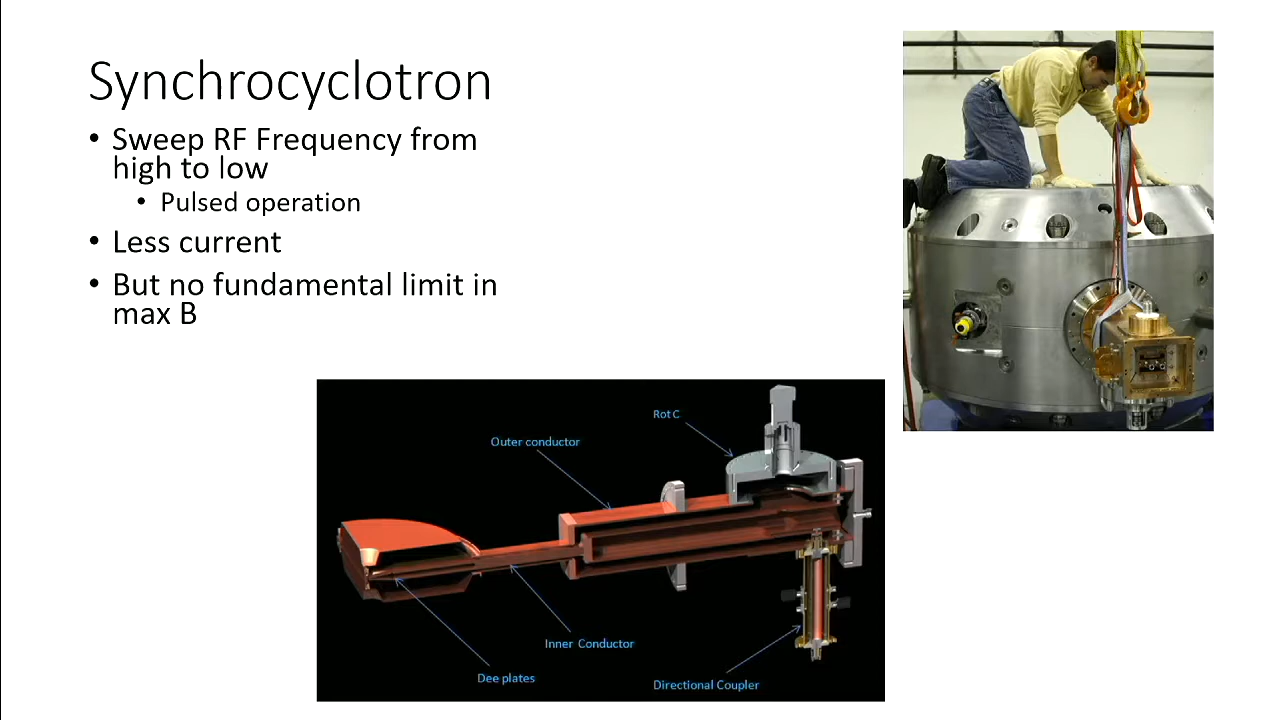 Synchrocyclotron
• Sweep RF Frequency from
high to low
• Pulsed operation
• Less current
• But no fundamental limit in
max B
Rot C
Outer conductor
Inner Conductor
Dee plates
Directional Coupler